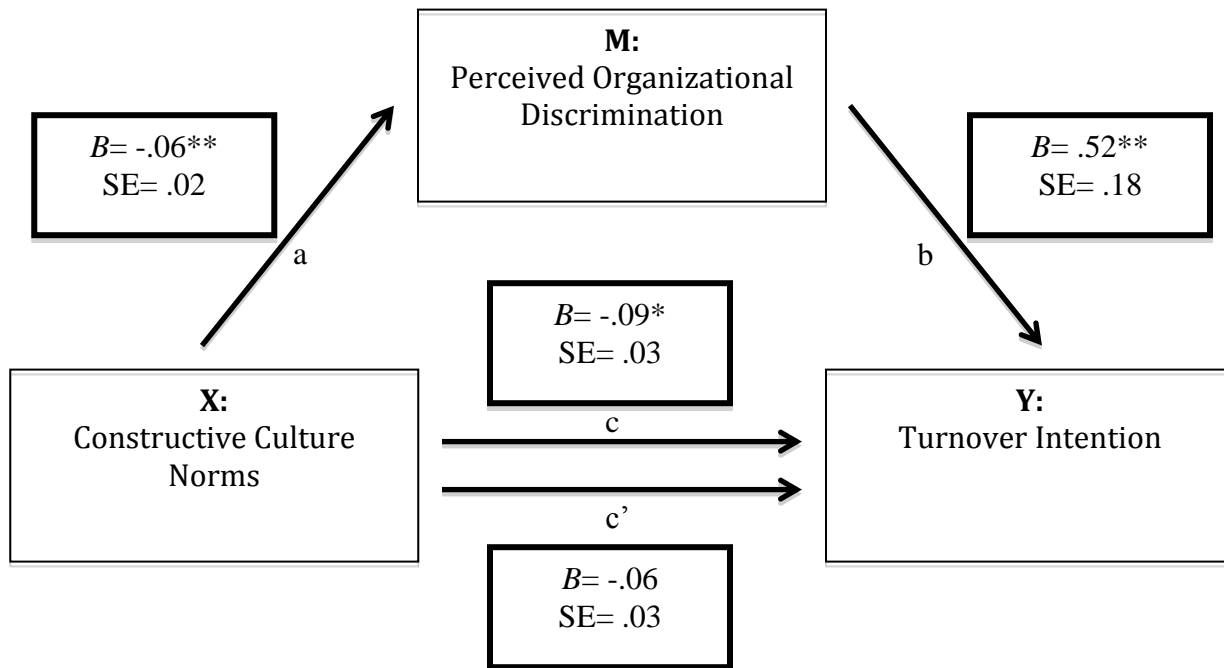 M:
Perceived Organizational
Discrimination
B= -.06**
SE= .02
B= .52**
SE= .18
a
b
B= -.09*
SE= .03
X:
Constructive Culture
Norms
c
Y:
Turnover Intention
c’
B= -.06
SE= .03